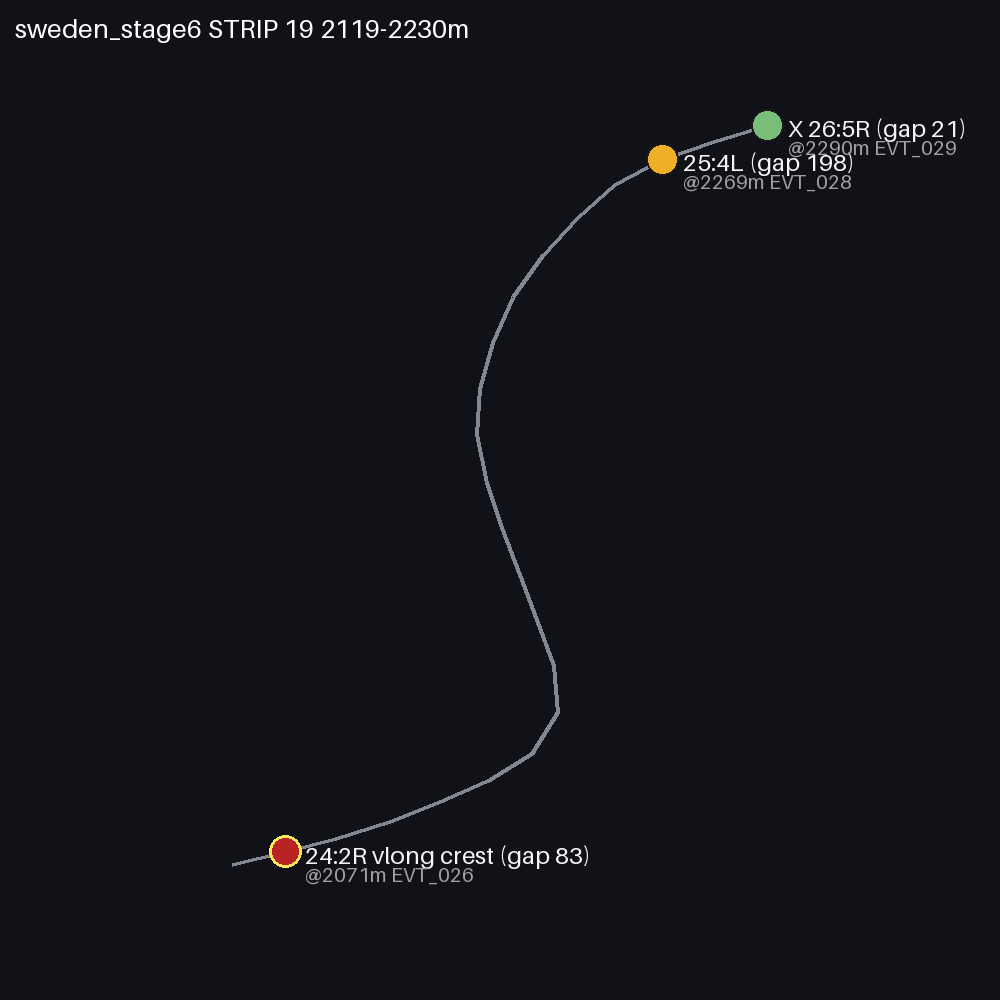 sweden_stage6 STRIP 19 2119-2230m
X 26:5R (gap 21)
@2290m EVT_029
25:4L (gap 198)
@2269m EVT_028
24:2R vlong crest (gap 83)
@2071m EVT_026